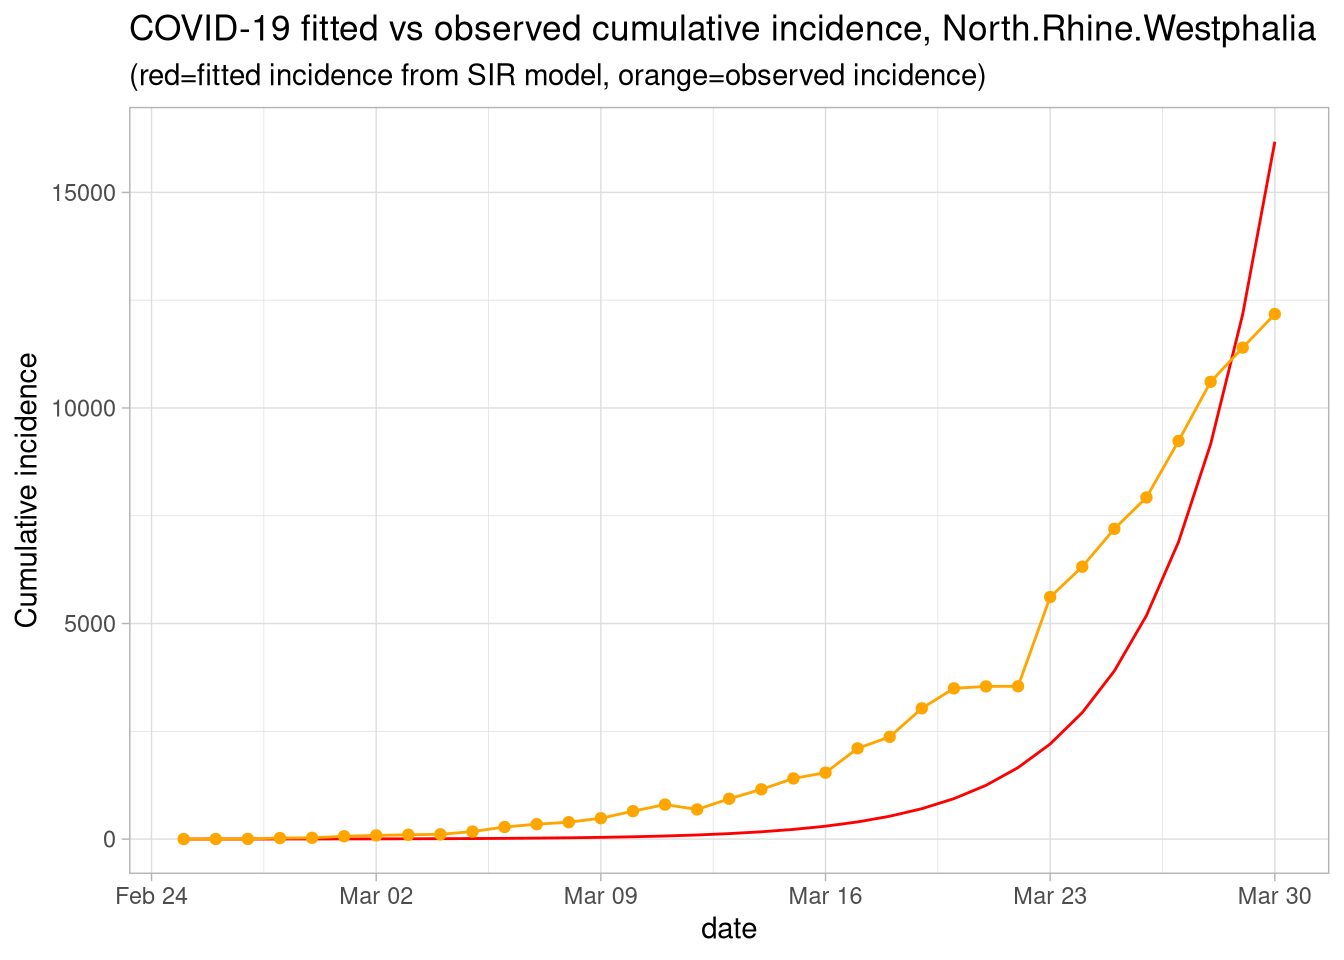 COVID-19 fitted vs observed cumulative incidence, North.Rhine.Westphalia
(red=fitted incidence from SIR model, orange=observed incidence)
Cumulative incidence
15000
10000
5000
0
Feb 24
Mar 02
Mar 09
Mar 16
Mar 23
Mar 30
date